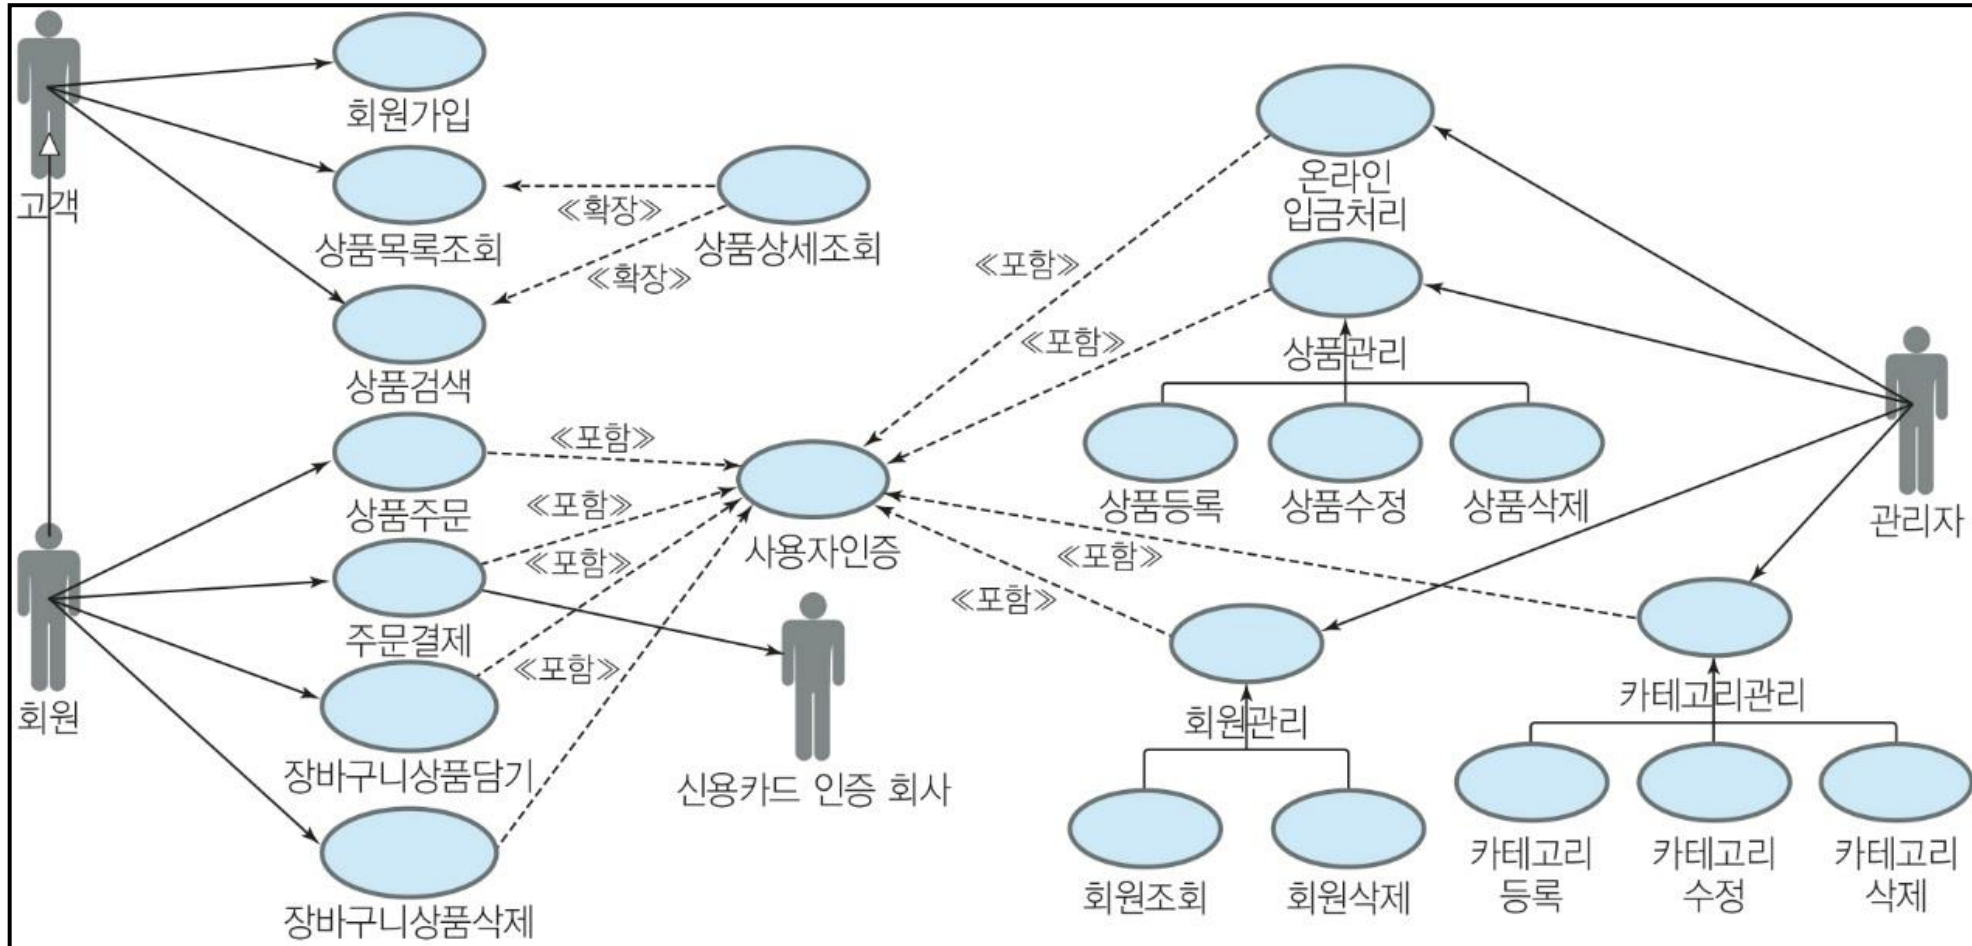 회원가입
고객
상품목록조회
≪확장≫
상품상세조회
≪확장≫
상품검색
상품주문
≪포함≫
≪포함≫
≪포함≫
≪포함≫
사용자인증
주문결제
회원
장바구니상품담기
장바구니상품삭제
신용카드 인증 회사
온라인
입금처리
≪포함≫
≪포함≫
상품관리
상품등록
상품수정
상품삭제
관리자
≪포함≫
≪포함≫
회원관리
회원조회
회원삭제
카테고리관리
카테고리
등록
카테고리
수정
카테고리
삭제